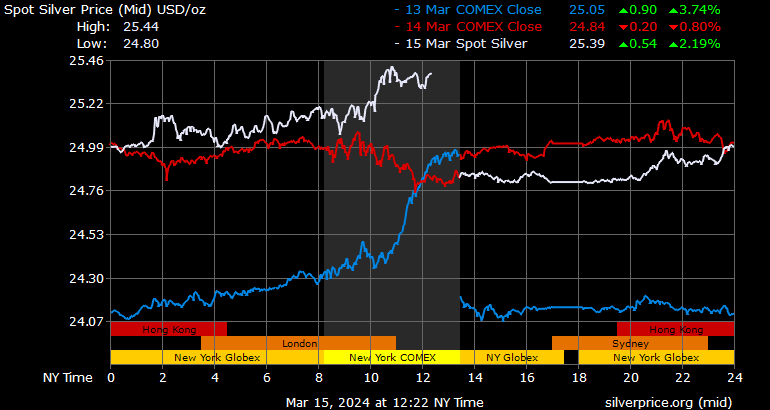 Spot Silver Price (Mid) USD/oz
High: 25.44
Low: 24.80
- 13 Mar COMEX Close 25.05 ▲0.90 ▲3.74%
- 14 Mar COMEX Close 24.84 ▼0.20 ▼0.80%
- 15 Mar Spot Silver 25.39 ▲0.54 ▲2.19%
25.46
25.22
24.99
24.76
24.53
24.30
24.07
Hong Kong Hong Kong
London Sydney
New York Globex New York COMEX NY Globex New York Globex
NY Time 0 2 4 6 8 10 12 14 16 18 20 22 24
Mar 15, 2024 at 12:22 NY Time silverprice.org (mid)